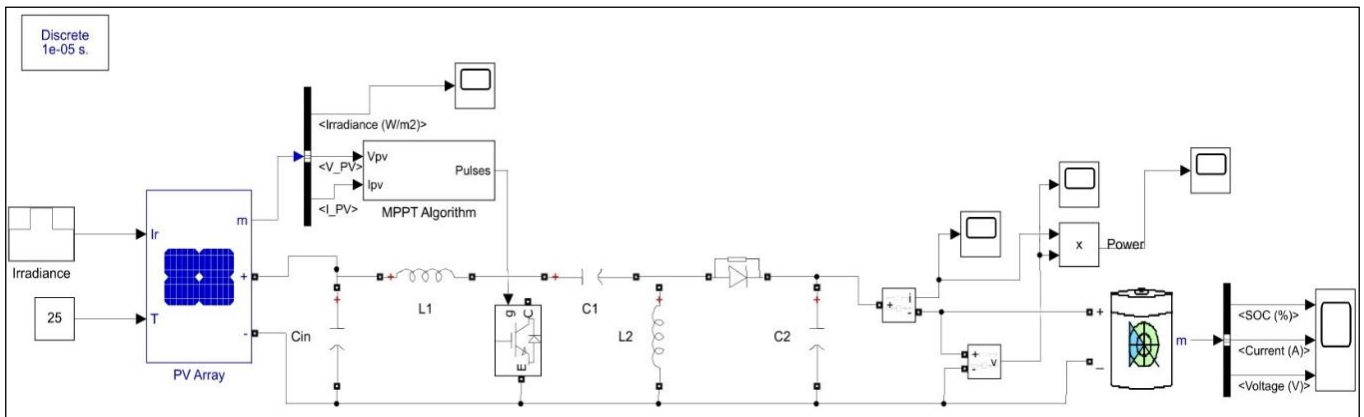 Discrete
1e-05 s.
<Irradiance (W/m2)>
<V_PV>
<I_PV>
Vpv
Ipv
Pulses
MPPT Algorithm
Irradiance
25
Ir
T
m
+
-
PV Array
Cin
+
+
L1
g
C
E
+
C1
+
L2
C2
+
+
-
i
+
-
v
x
Power
+
_
m
<SOC (%)>
<Current (A)>
<Voltage (V)>